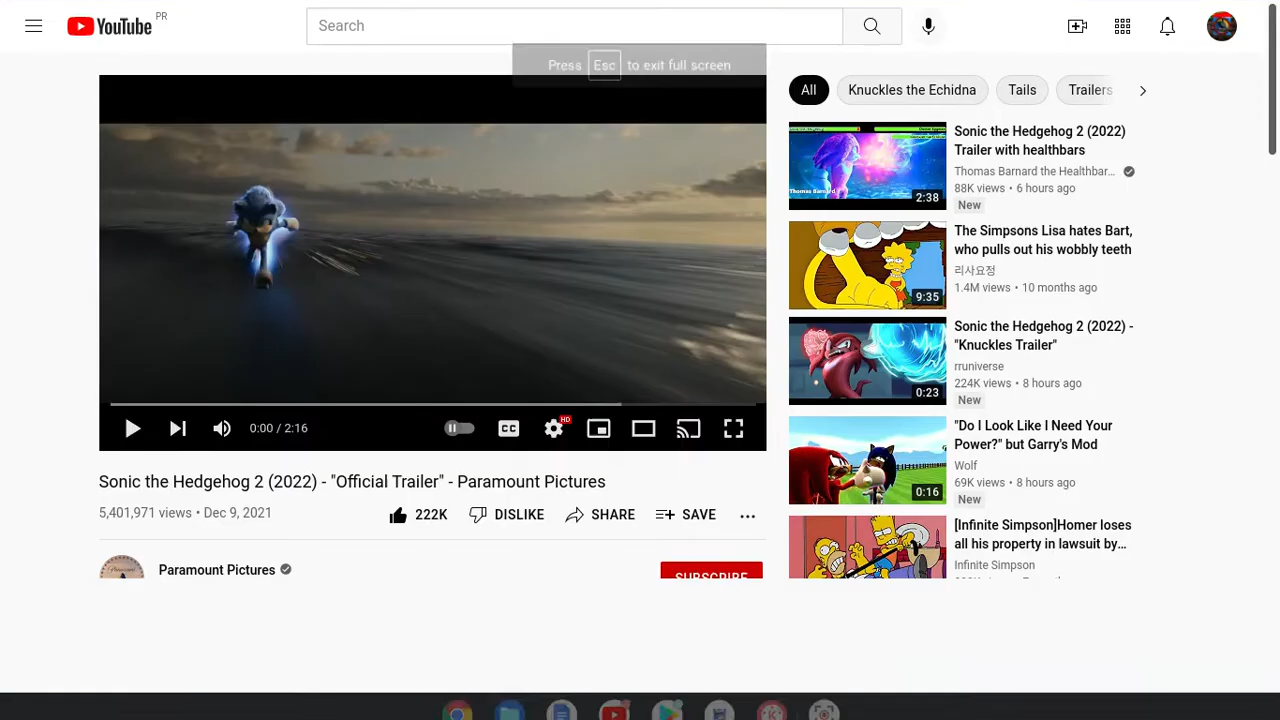 YouTube PR
Search
Press Esc to exit full screen
All
Knuckles the Echidna
Tails
Trailers
Sonic the Hedgehog 2 (2022)
Trailer with healthbars
Thomas Barnard the Healthbar...
88K views • 6 hours ago
New
Thomas Barnard
2:38
The Simpsons Lisa hates Bart,
who pulls out his wobbly teeth
리사요정
1.4M views • 10 months ago
9:35
Sonic the Hedgehog 2 (2022) -
"Knuckles Trailer"
rruniverse
224K views • 8 hours ago
New
0:23
"Do I Look Like I Need Your
Power?" but Garry's Mod
Wolf
69K views • 8 hours ago
New
0:16
[Infinite Simpson]Homer loses
all his property in lawsuit by...
Infinite Simpson
0:00 / 2:16
CC
HD
Sonic the Hedgehog 2 (2022) - "Official Trailer" - Paramount Pictures
5,401,971 views • Dec 9, 2021
222K
DISLIKE
SHARE
SAVE
Paramount Pictures
SUBSCRIBE